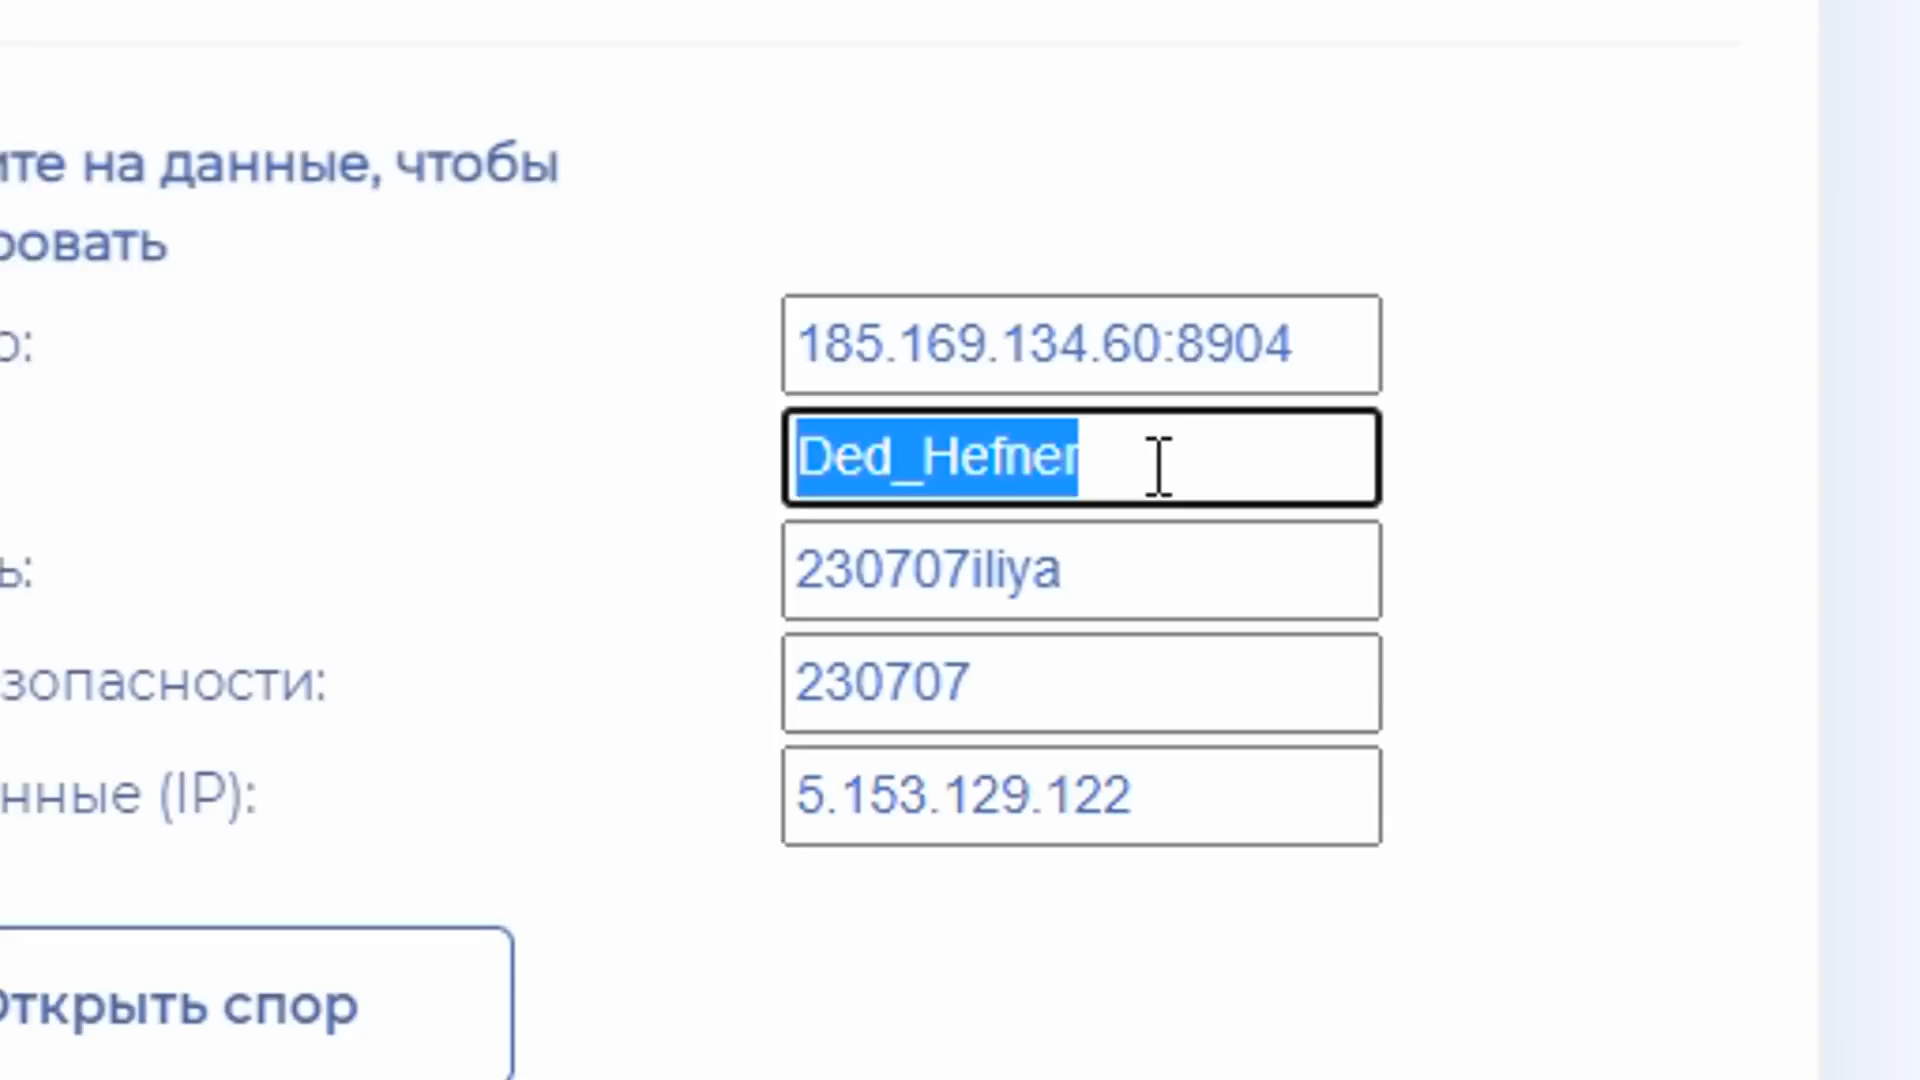 ите на данные, чтобы
ровать
о: 185.169.134.60:8904
Ded_Hefner
ь: 230707iliya
зопасности: 230707
нные (IP): 5.153.129.122
Открыть спор